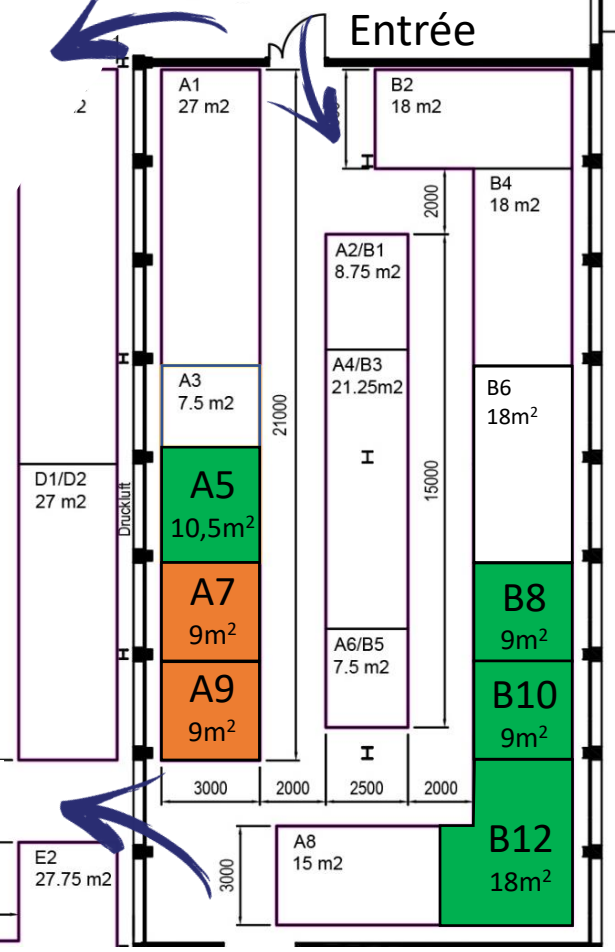 Entrée
.2
A1
27 m2
B2
18 m2
B4
18 m2
2000
A2/B1
8.75 m2
A3
7.5 m2
A4/B3
21.25m2
B6
18m²
21000
15000
D1/D2
27 m2
Druckluft
A5
10,5m²
A7
9m²
B8
9m²
A6/B5
7.5 m2
A9
9m²
B10
9m²
3000
2000
2500
2000
E2
27.75 m2
3000
A8
15 m2
B12
18m²